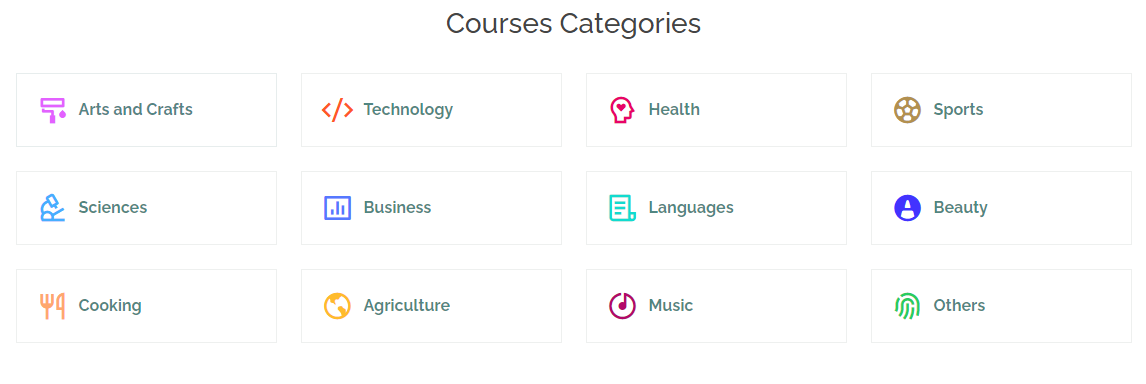 Courses Categories
Arts and Crafts
Technology
Health
Sports
Sciences
Business
Languages
Beauty
Cooking
Agriculture
Music
Others